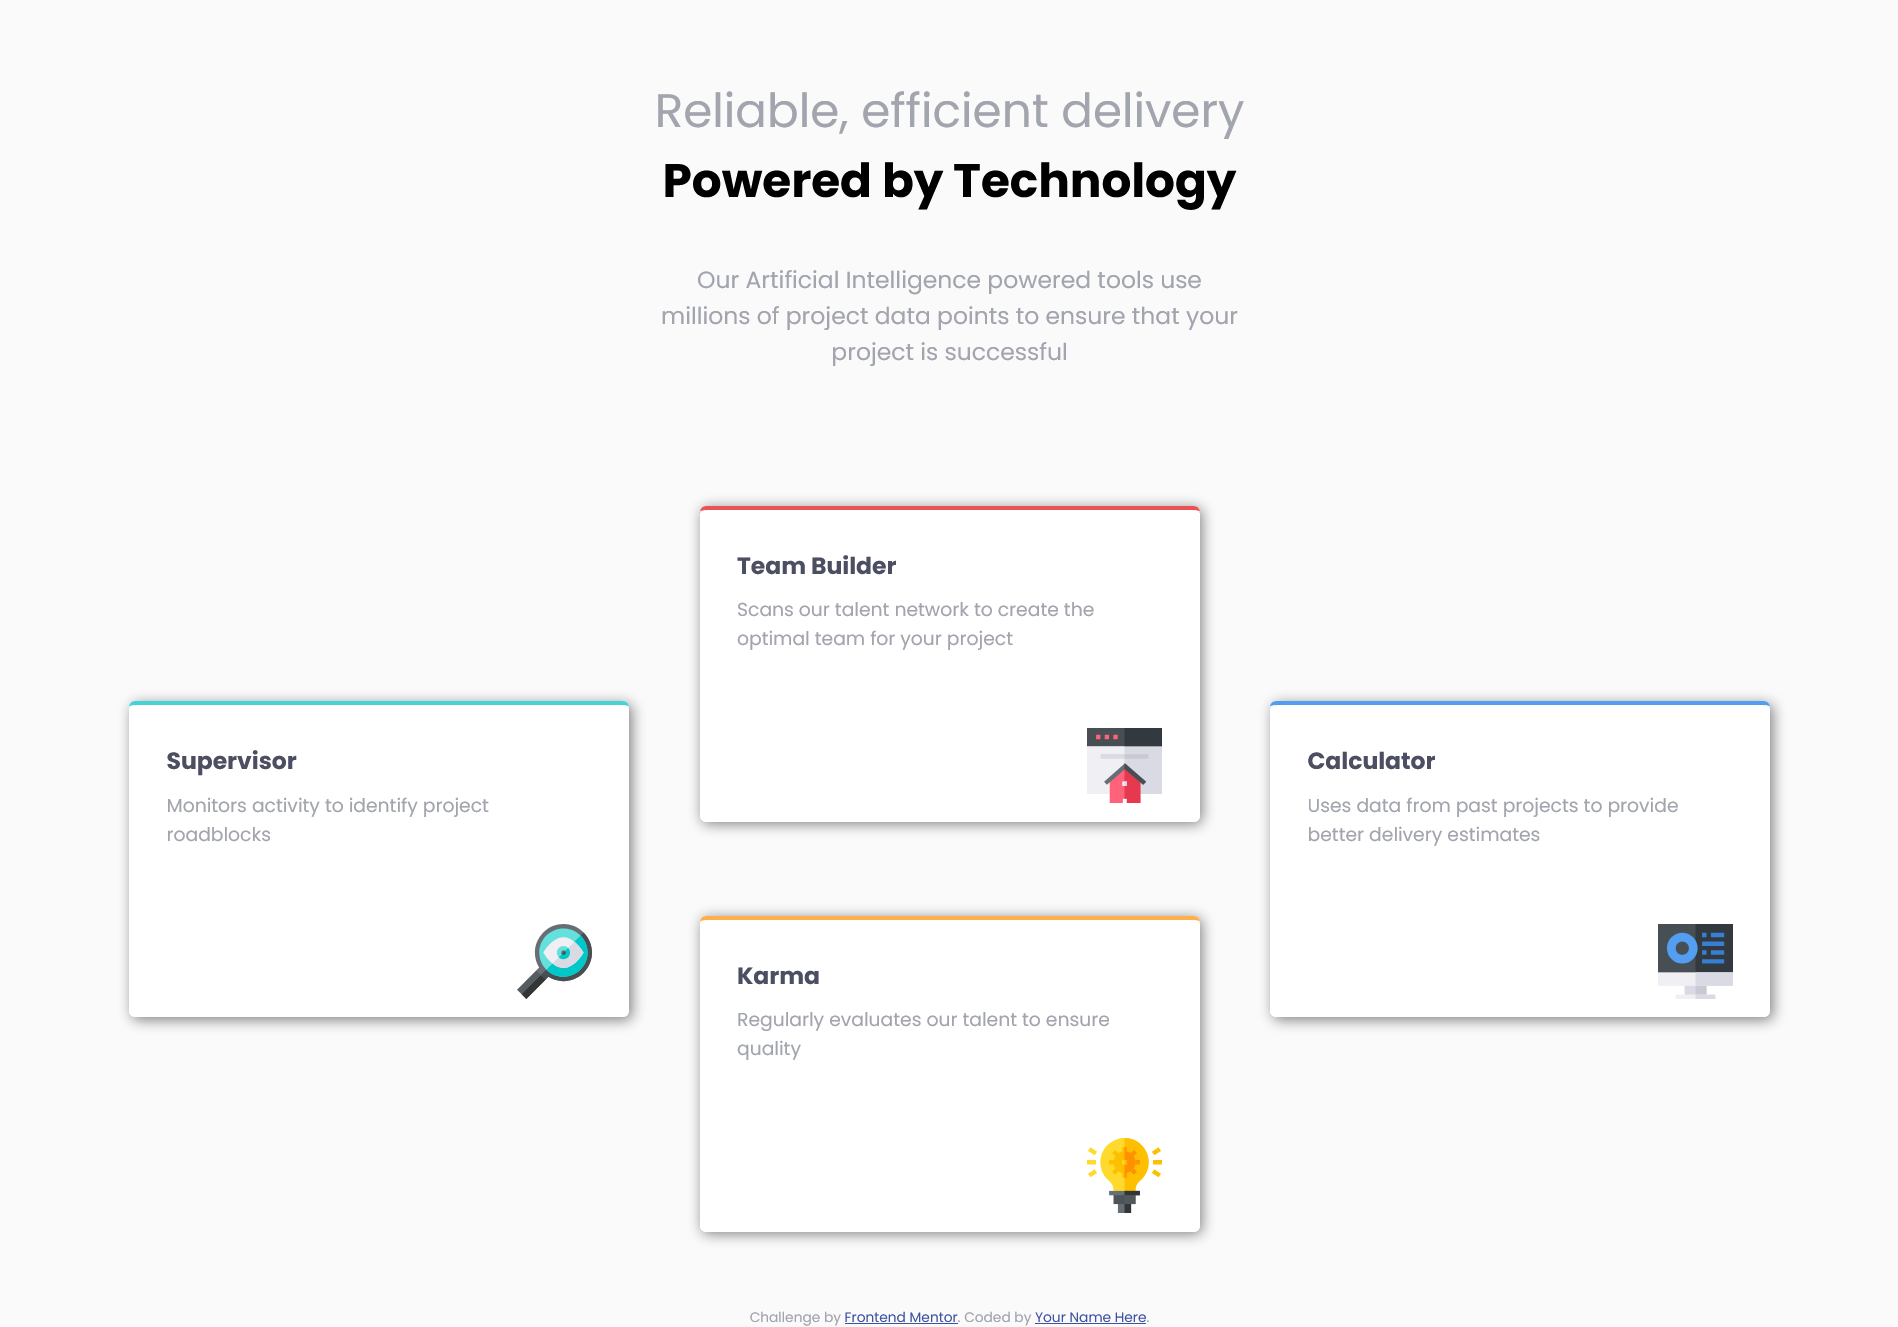 Reliable, efficient delivery
Powered by Technology
Our Artificial Intelligence powered tools use
millions of project data points to ensure that your
project is successful
Team Builder
Scans our talent network to create the
optimal team for your project
Supervisor
Monitors activity to identify project
roadblocks
Calculator
Uses data from past projects to provide
better delivery estimates
Karma
Regularly evaluates our talent to ensure
quality
Challenge by Frontend Mentor. Coded by Your Name Here.